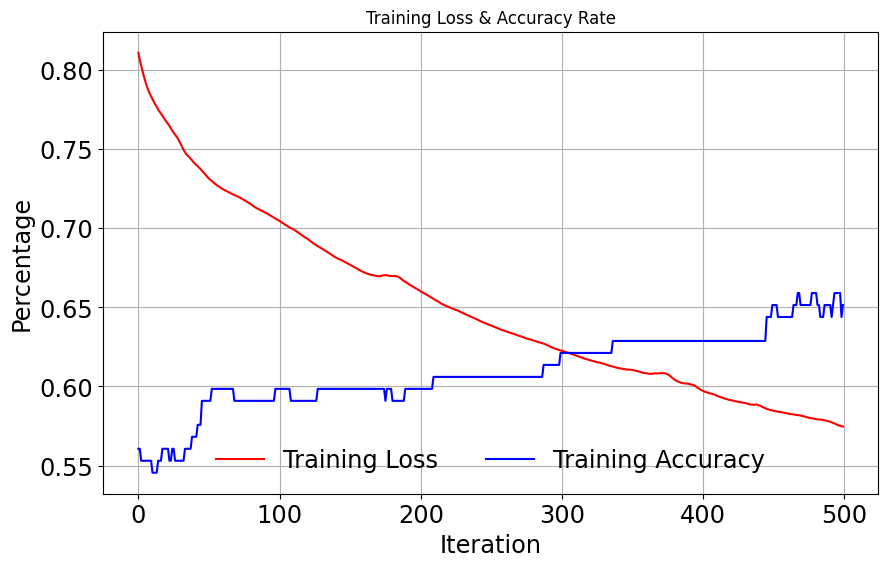 Training Loss & Accuracy Rate
0.80
0.75
0.70
0.65
0.60
0.55
Percentage
Training Loss
Training Accuracy
0
100
200
300
400
500
Iteration